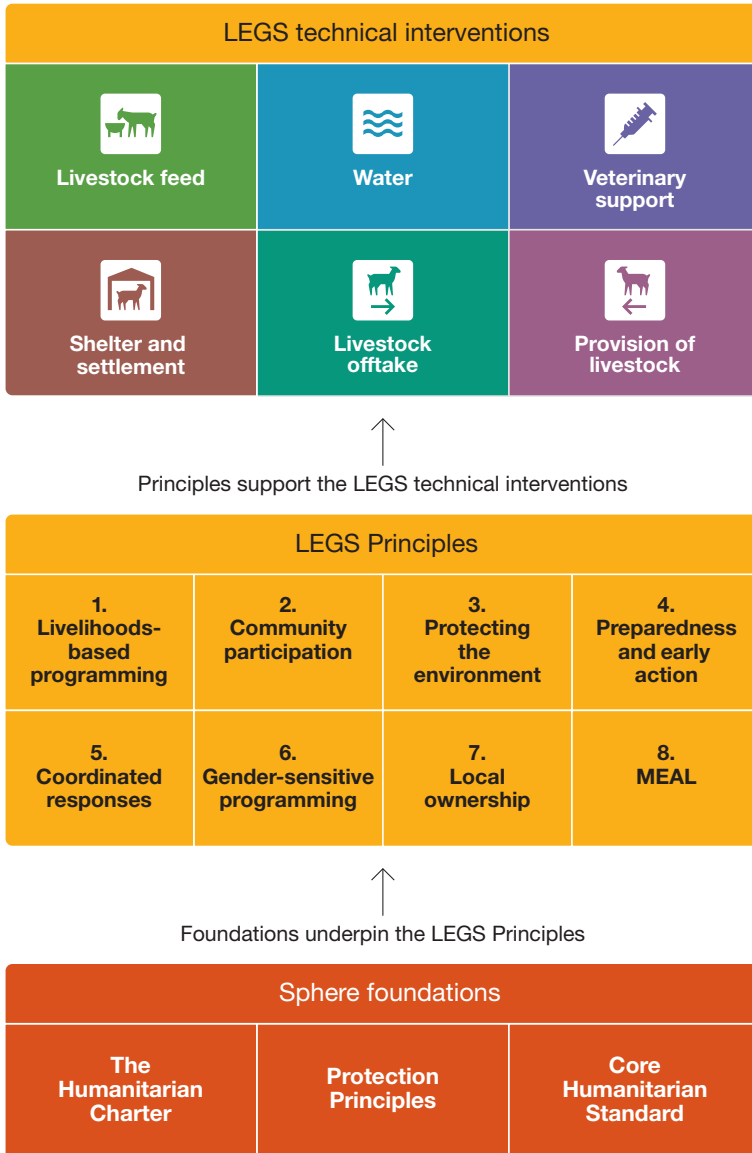 LEGS technical interventions
Livestock feed
Water
Veterinary
support
Shelter and
settlement
Livestock
offtake
Provision of
livestock
Principles support the LEGS technical interventions
LEGS Principles
1.
Livelihoods-
based
programming
2.
Community
participation
3.
Protecting
the
environment
4.
Preparedness
and early
action
5.
Coordinated
responses
6.
Gender-sensitive
programming
7.
Local
ownership
8.
MEAL
Foundations underpin the LEGS Principles
Sphere foundations
The
Humanitarian
Charter
Protection
Principles
Core
Humanitarian
Standard